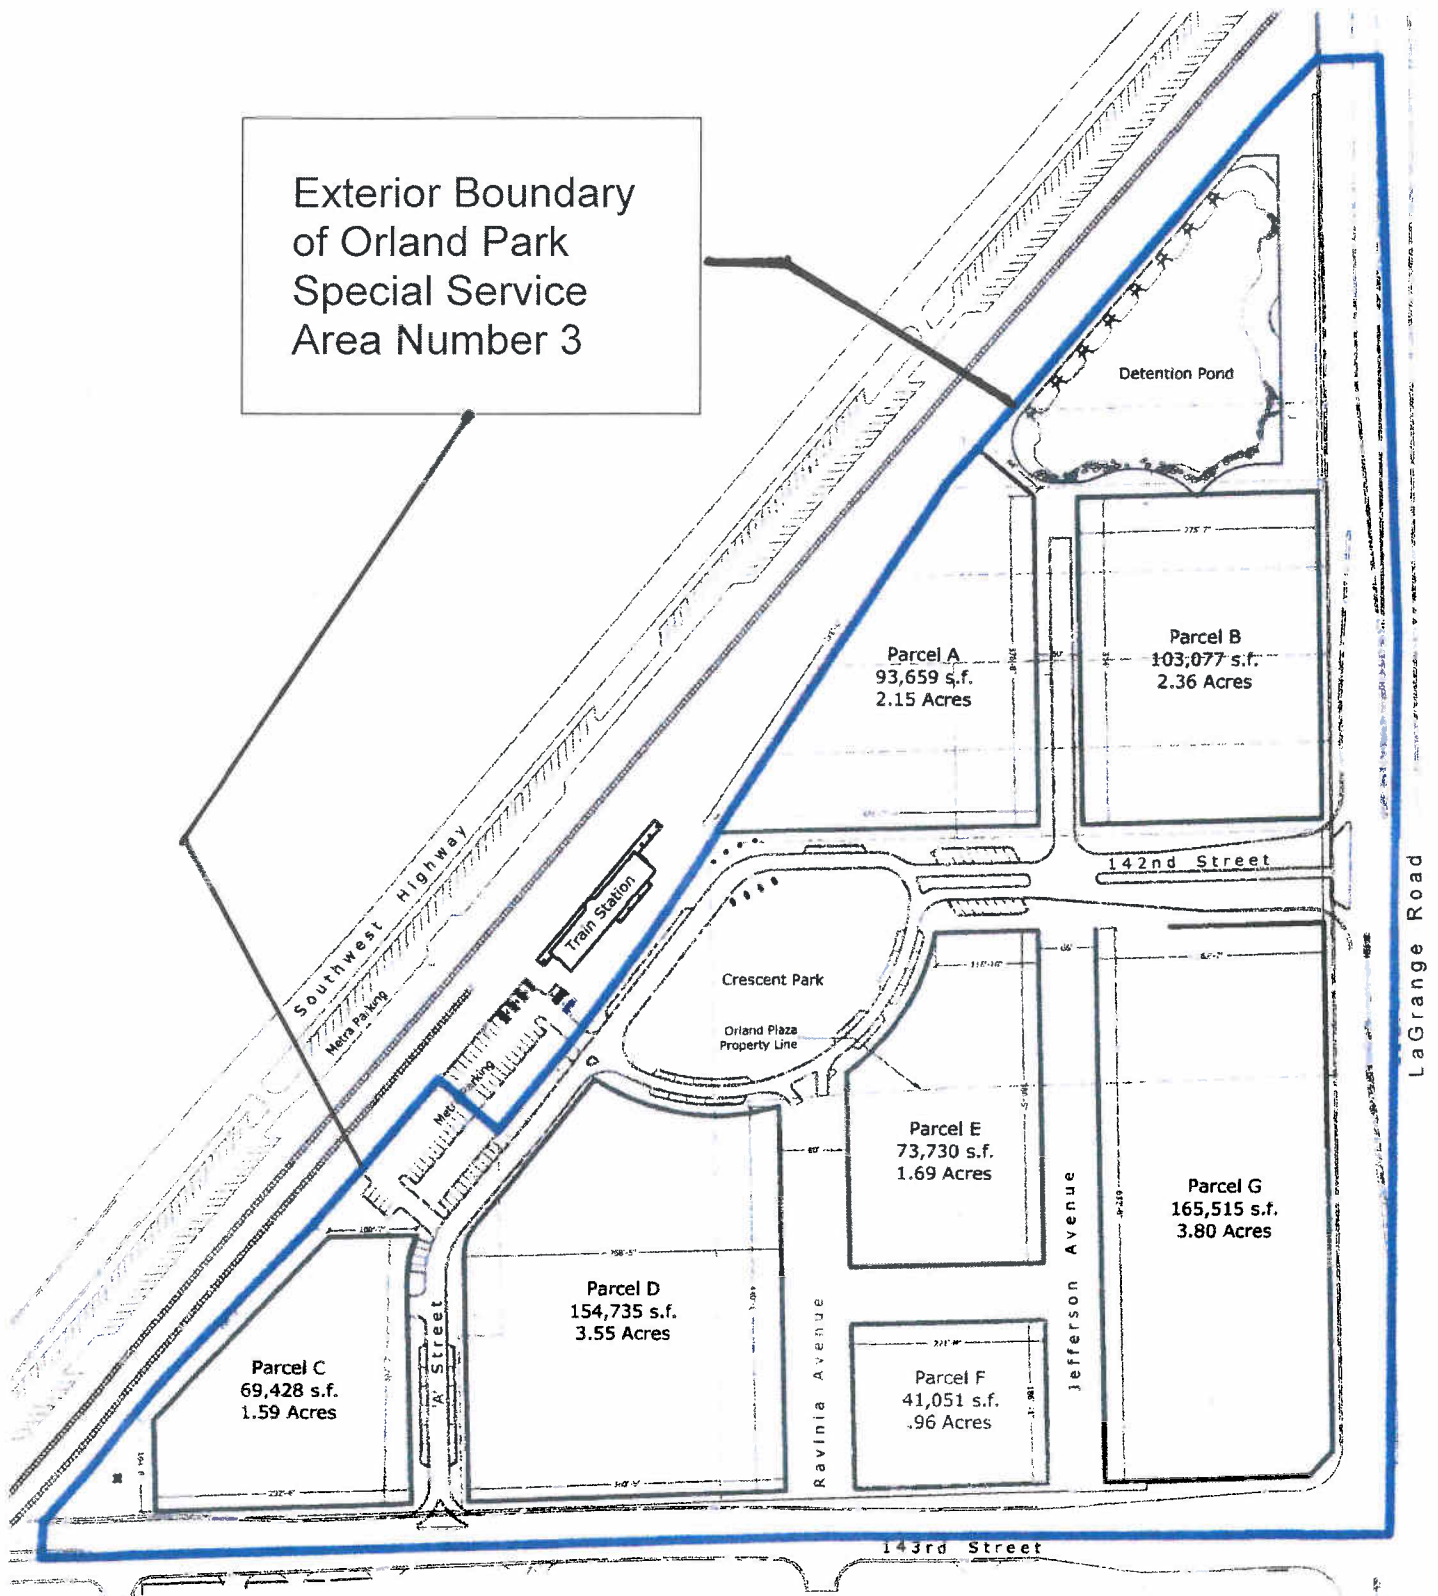 Exterior Boundary
of Orland Park
Special Service
Area Number 3
Detention Pond
Parcel A
93,659 s.f.
2.15 Acres
Parcel B
103,077 s.f.
2.36 Acres
142nd Street
LaGrange Road
Southwest Highway
Metra Parking
Train Station
Crescent Park
Orland Plaza
Property Line
Parcel E
73,730 s.f.
1.69 Acres
Parcel G
165,515 s.f.
3.80 Acres
Parcel D
154,735 s.f.
3.55 Acres
Parcel C
69,428 s.f.
1.59 Acres
'A' Street
Ravinia Avenue
Jefferson Avenue
Parcel F
41,051 s.f.
.96 Acres
143rd Street